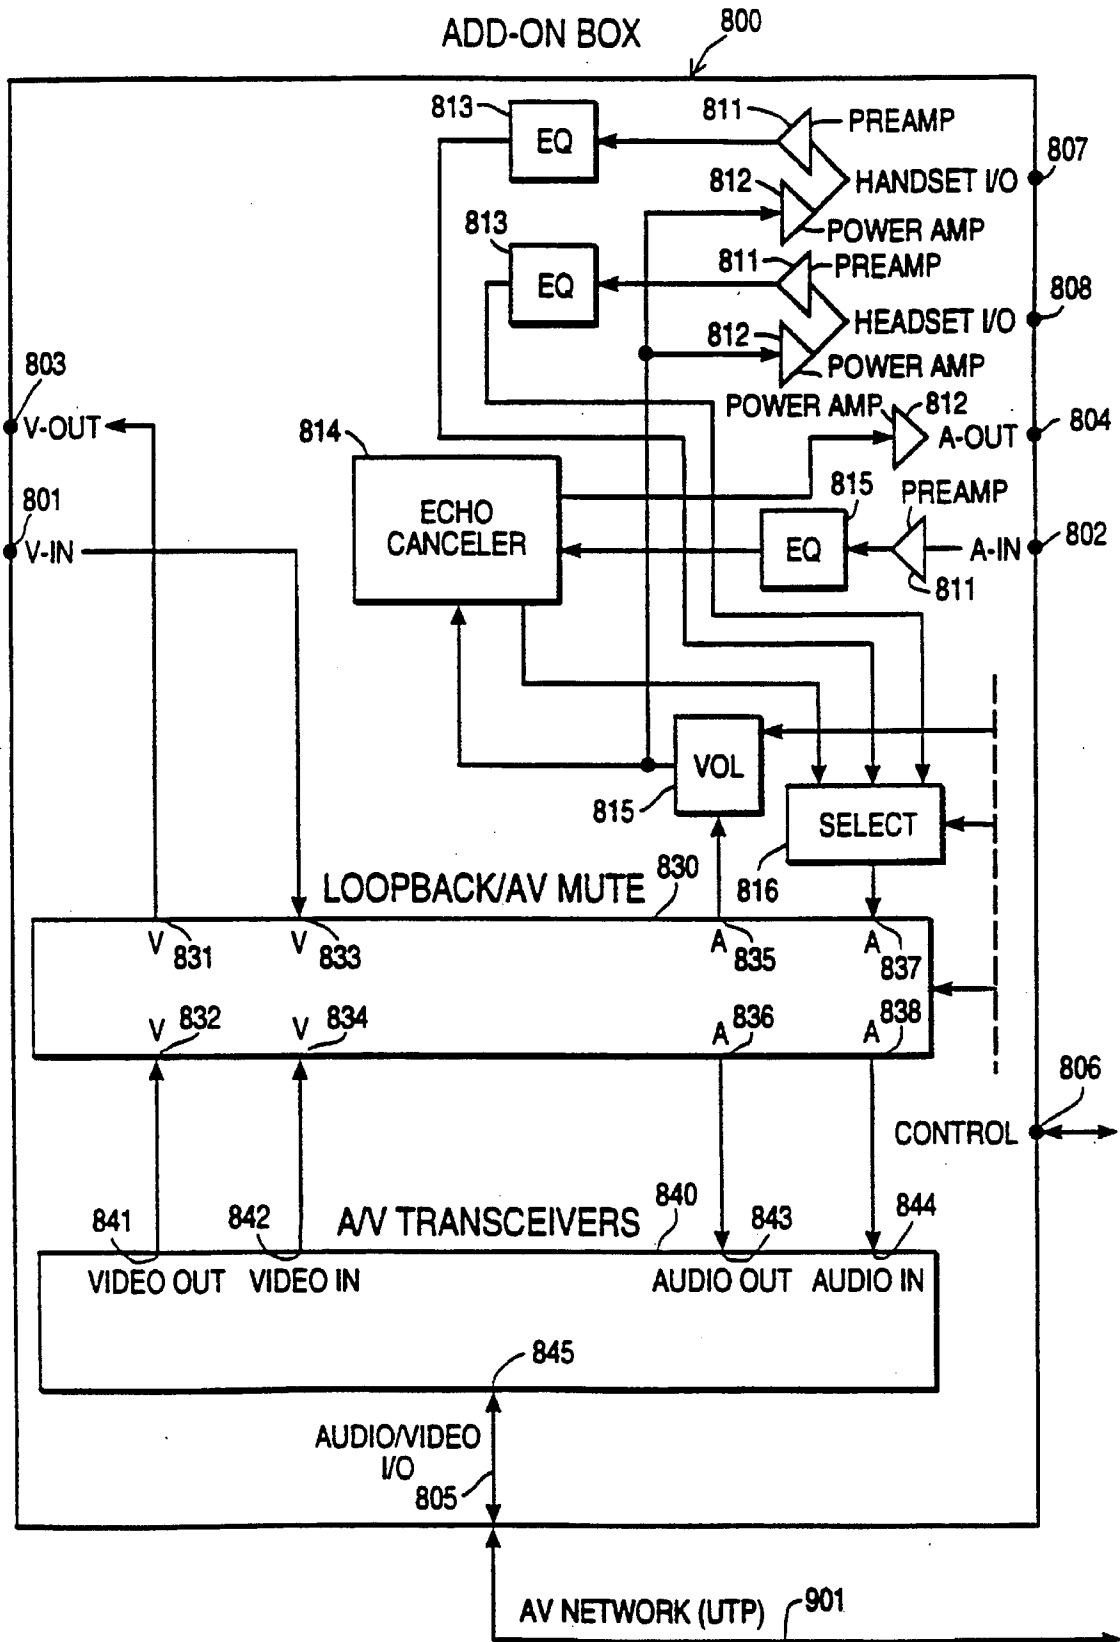 ADD-ON BOX
800
813
EQ
811
PREAMP
807
812
HANDSET I/O
POWER AMP
813
EQ
811
PREAMP
808
812
HEADSET I/O
POWER AMP
803
V-OUT
814
POWER AMP
812
A-OUT
804
801
V-IN
ECHO
CANCELER
815
EQ
PREAMP
A-IN
802
811
VOL
815
SELECT
816
LOOPBACK/AV MUTE
830
V
831
V
833
A
835
A
837
V
832
V
834
A
836
A
838
806
CONTROL
841
842
A/V TRANSCEIVERS
840
843
844
VIDEO OUT
VIDEO IN
AUDIO OUT
AUDIO IN
845
AUDIO/VIDEO
I/O
805
AV NETWORK (UTP)
901